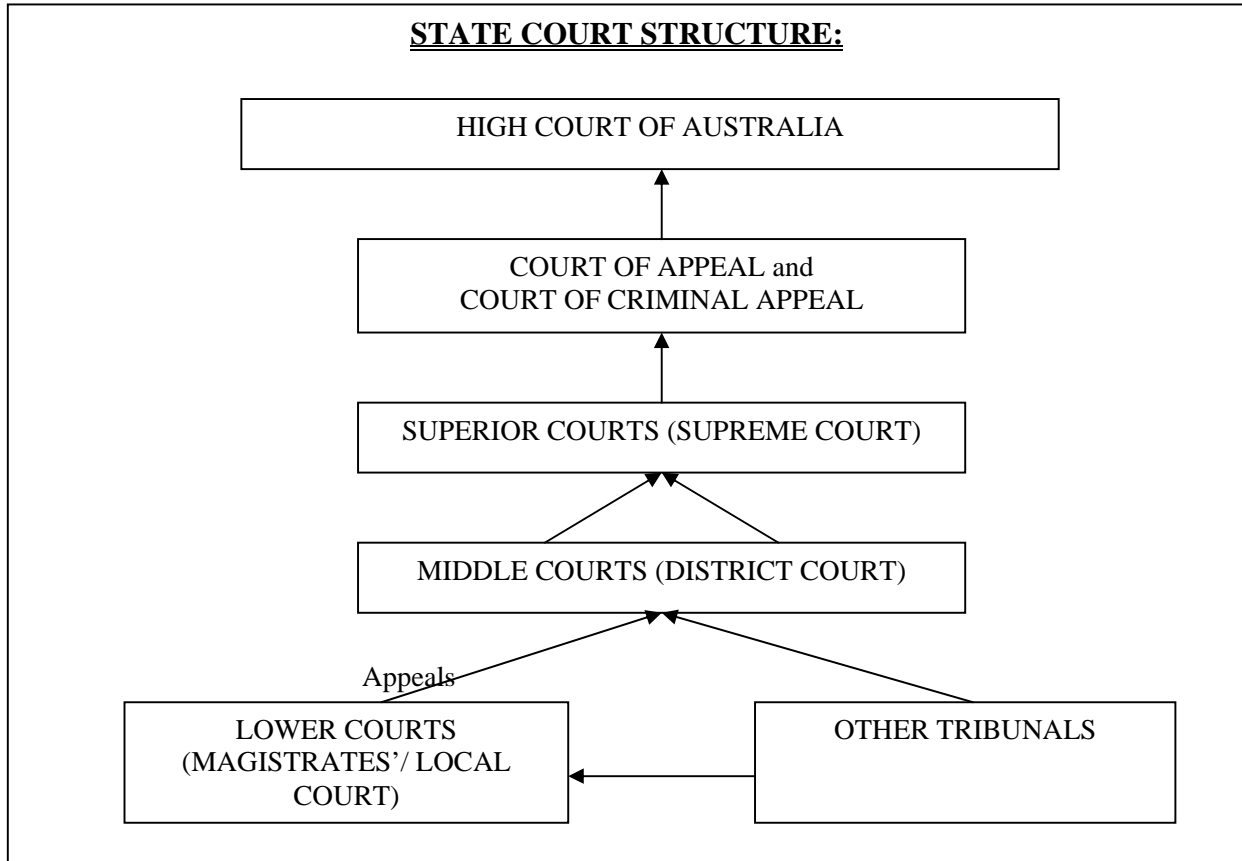 STATE COURT STRUCTURE:
HIGH COURT OF AUSTRALIA
COURT OF APPEAL and
COURT OF CRIMINAL APPEAL
SUPERIOR COURTS (SUPREME COURT)
MIDDLE COURTS (DISTRICT COURT)
Appeals
LOWER COURTS
(MAGISTRATES’/ LOCAL
COURT)
OTHER TRIBUNALS